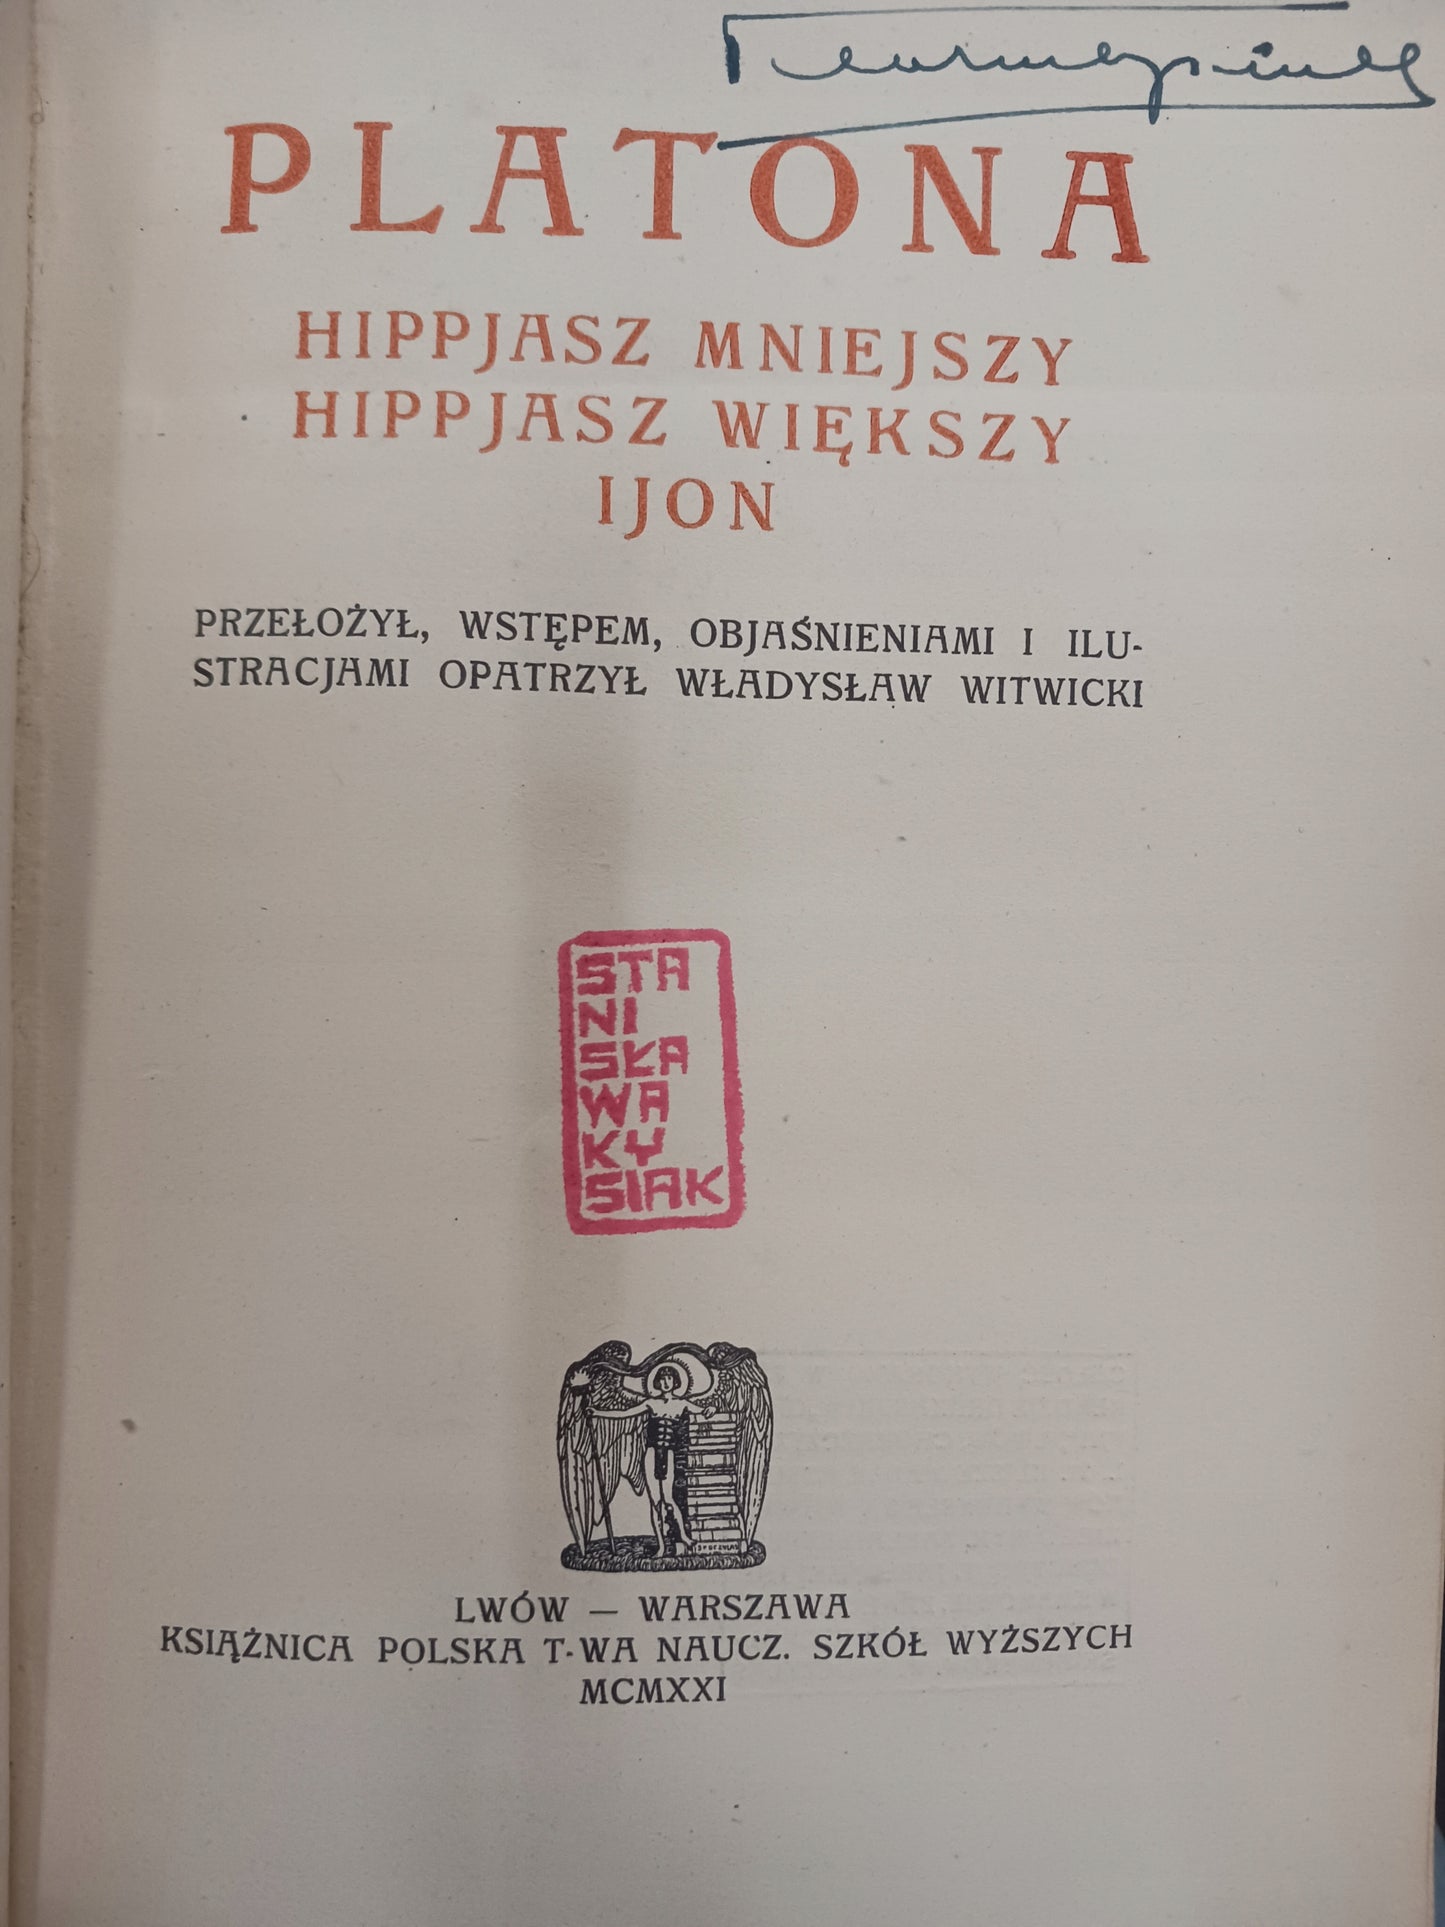 PLATONA
HIPPJASZ MNIEJSZY
HIPPJASZ WIĘKSZY
IJON
PRZEŁOŻYŁ, WSTĘPEM, OBJAŚNIENIAMI I ILU-
STRACJAMI OPATRZYŁ WŁADYSŁAW WITWICKI
STA
NI
SŁA
WA
KY
SIAK
LWÓW — WARSZAWA
KSIĄŻNICA POLSKA T-WA NAUCZ. SZKÓŁ WYŻSZYCH
MCMXXI